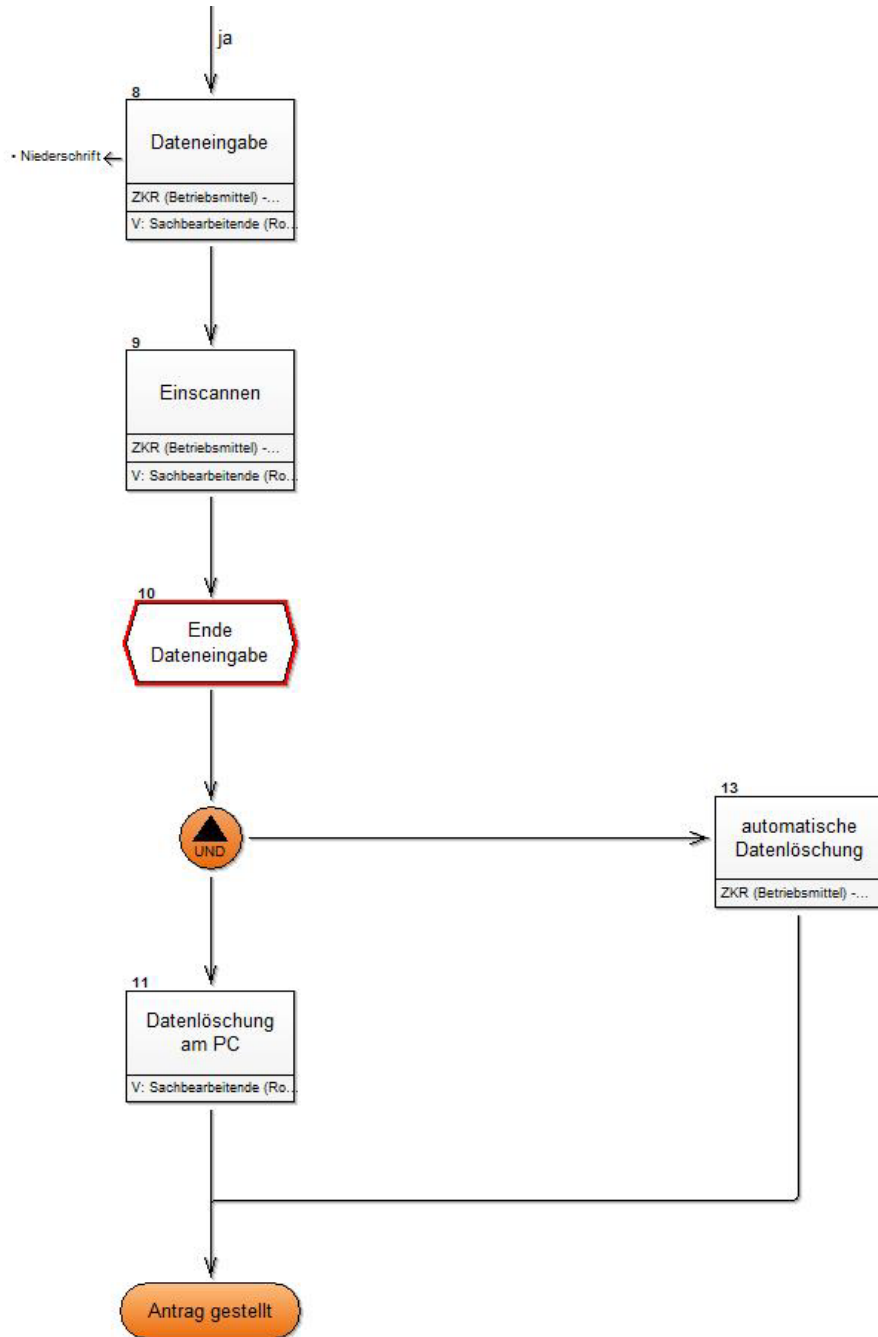 ja
8
Dateneingabe
• Niederschrift
ZKR (Betriebsmittel) -...
V: Sachbearbeitende (Ro...
9
Einscannen
ZKR (Betriebsmittel) -...
V: Sachbearbeitende (Ro...
10
Ende
Dateneingabe
UND
13
automatische
Datenlöschung
ZKR (Betriebsmittel) -...
11
Datenlöschung
am PC
V: Sachbearbeitende (Ro...
Antrag gestellt